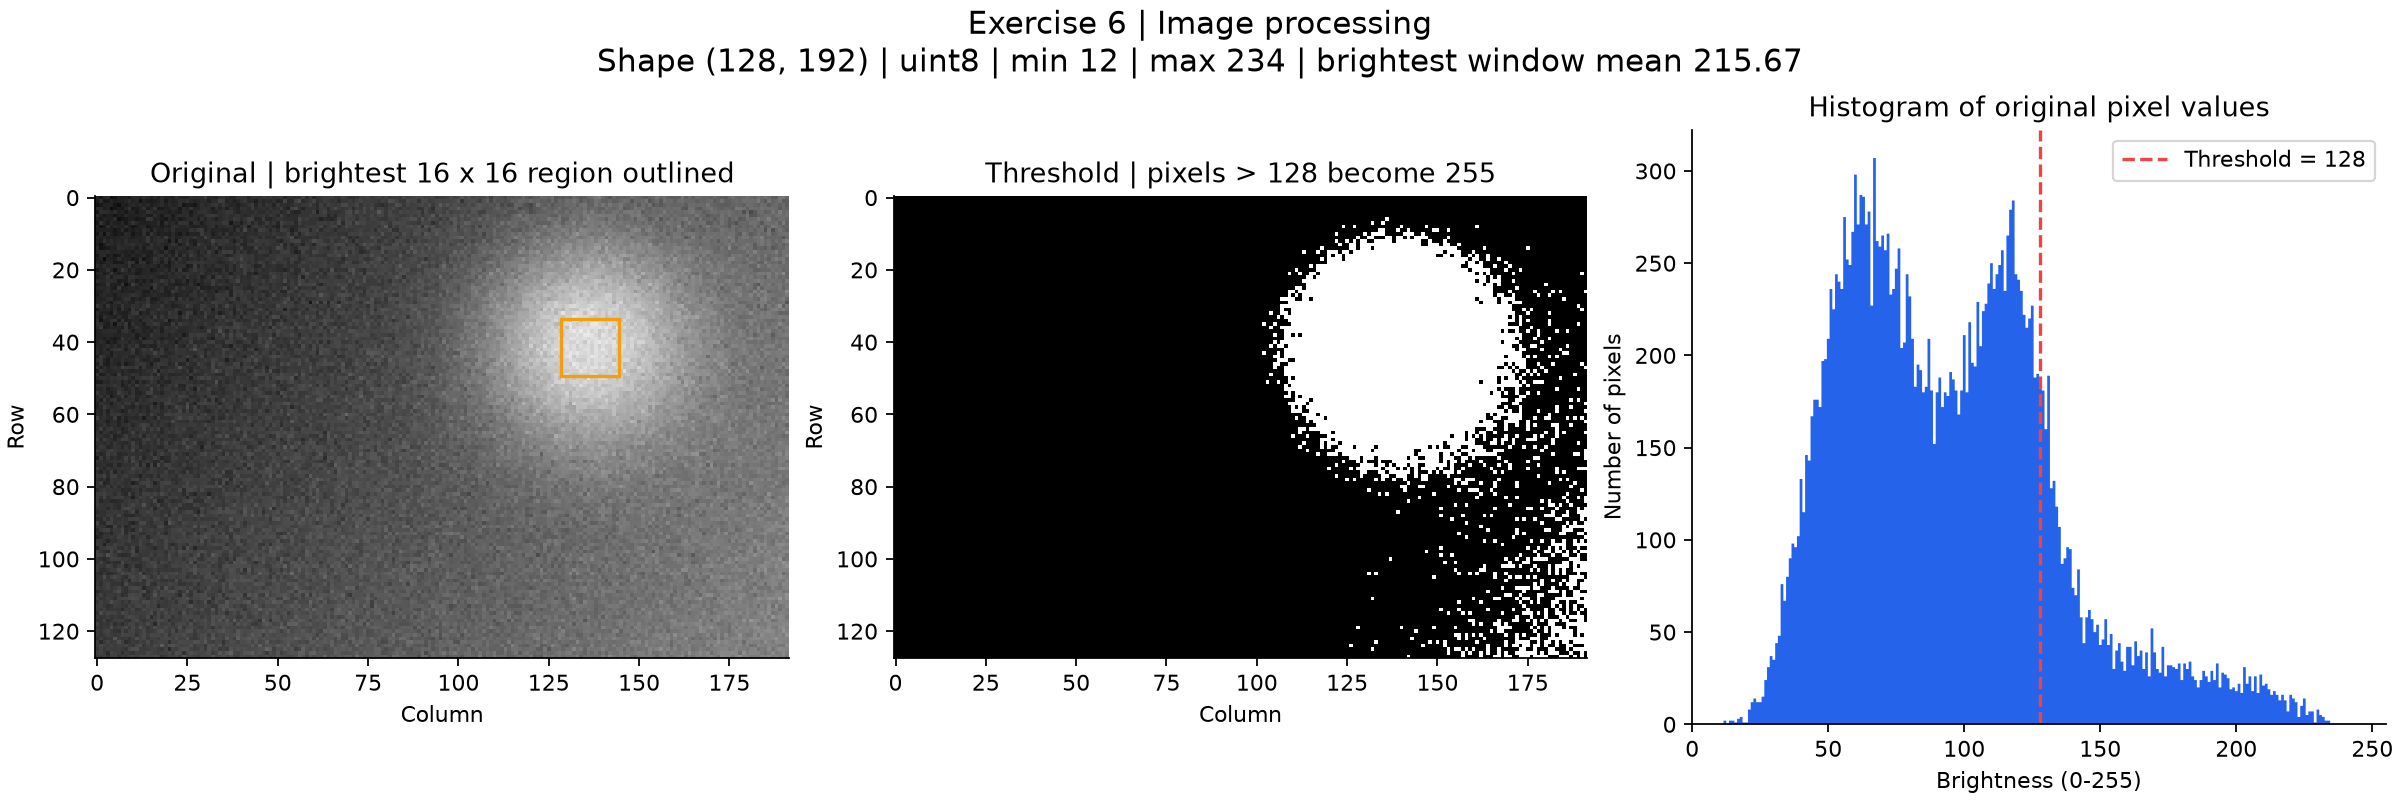 Exercise 6 | Image processing
Shape (128, 192) | uint8 | min 12 | max 234 | brightest window mean 215.67
Original | brightest 16 x 16 region outlined
Row
0
20
40
60
80
100
120
0 25 50 75 100 125 150 175
Column
Threshold | pixels > 128 become 255
Row
0
20
40
60
80
100
120
0 25 50 75 100 125 150 175
Column
Histogram of original pixel values
Threshold = 128
Number of pixels
300
250
200
150
100
50
0
0 50 100 150 200 250
Brightness (0-255)